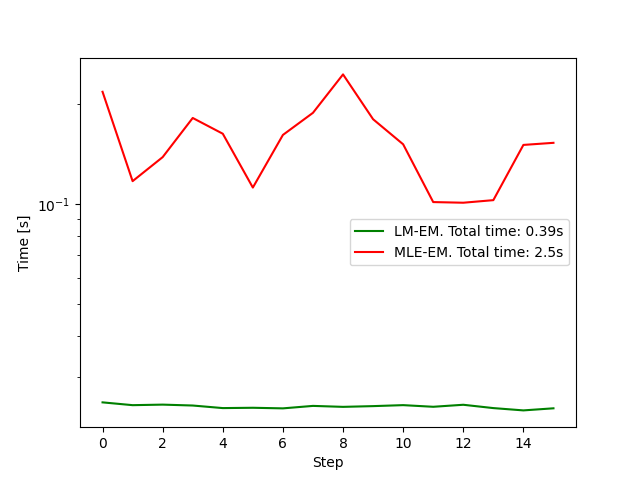 Time [s]
10⁻¹
LM-EM. Total time: 0.39s
MLE-EM. Total time: 2.5s
0 2 4 6 8 10 12 14
Step